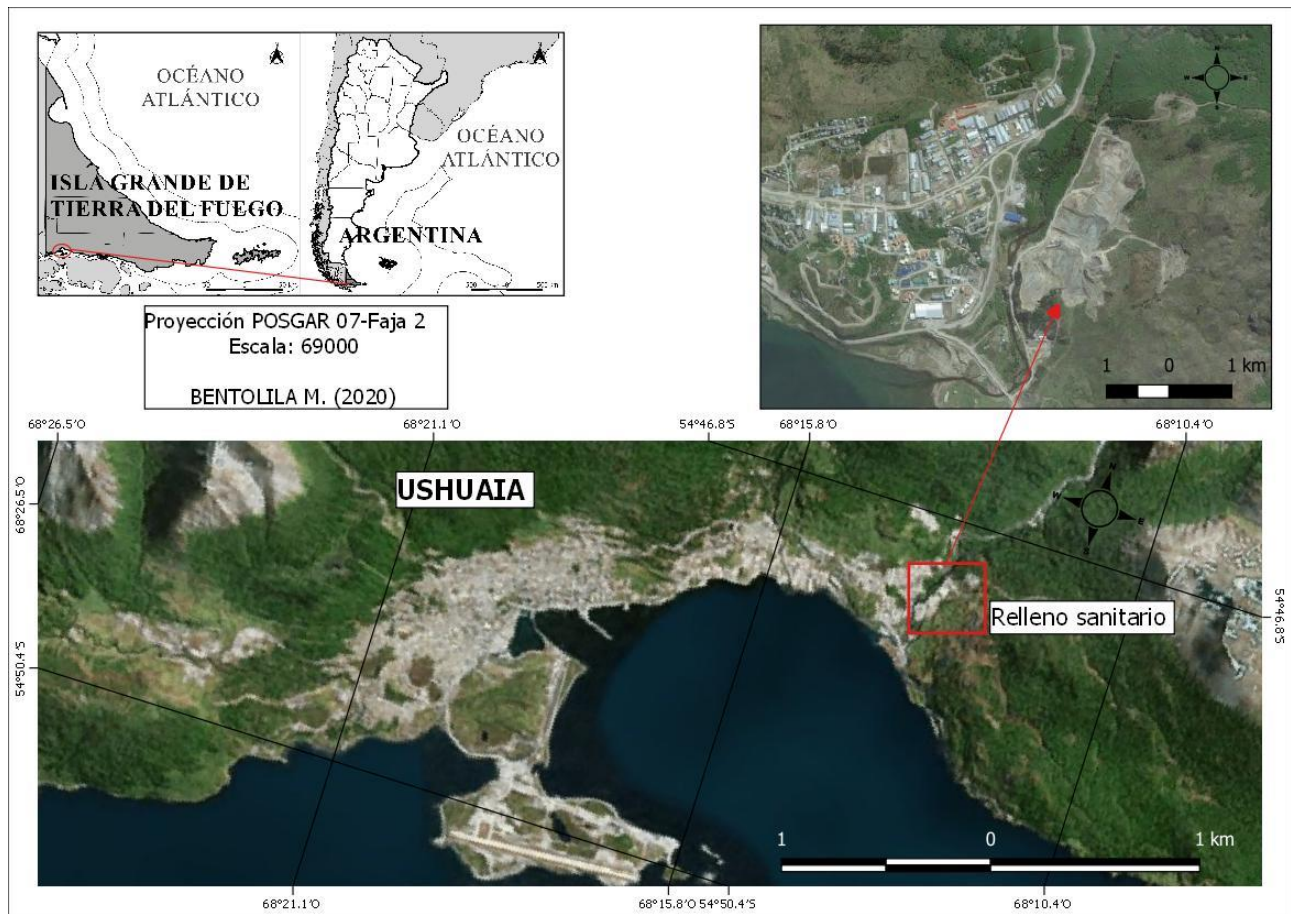 OCÉANO
ATLÁNTICO
ISLA GRANDE DE
TIERRA DEL FUEGO
OCÉANO
ATLÁNTICO
ARGENTINA
Proyección POSGAR 07-Faja 2
Escala: 69000
BENTOLILA M. (2020)
N
W E
S
1 0 1 km
68°26.5'O
68°21.1'O
54°46.8'S
68°15.8'O
68°10.4'O
68°26.5'O
USHUAIA
N
W
E
S
Relleno sanitario
54°46.8'S
54°50.4'S
1 0 1 km
68°21.1'O
68°15.8'O
54°50.4'S
68°10.4'O